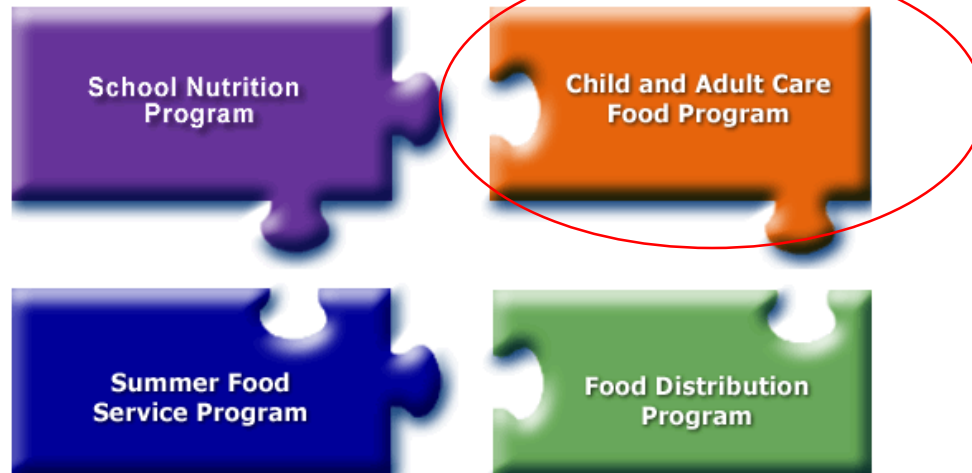 School Nutrition
Program
Child and Adult Care
Food Program
Summer Food
Service Program
Food Distribution
Program